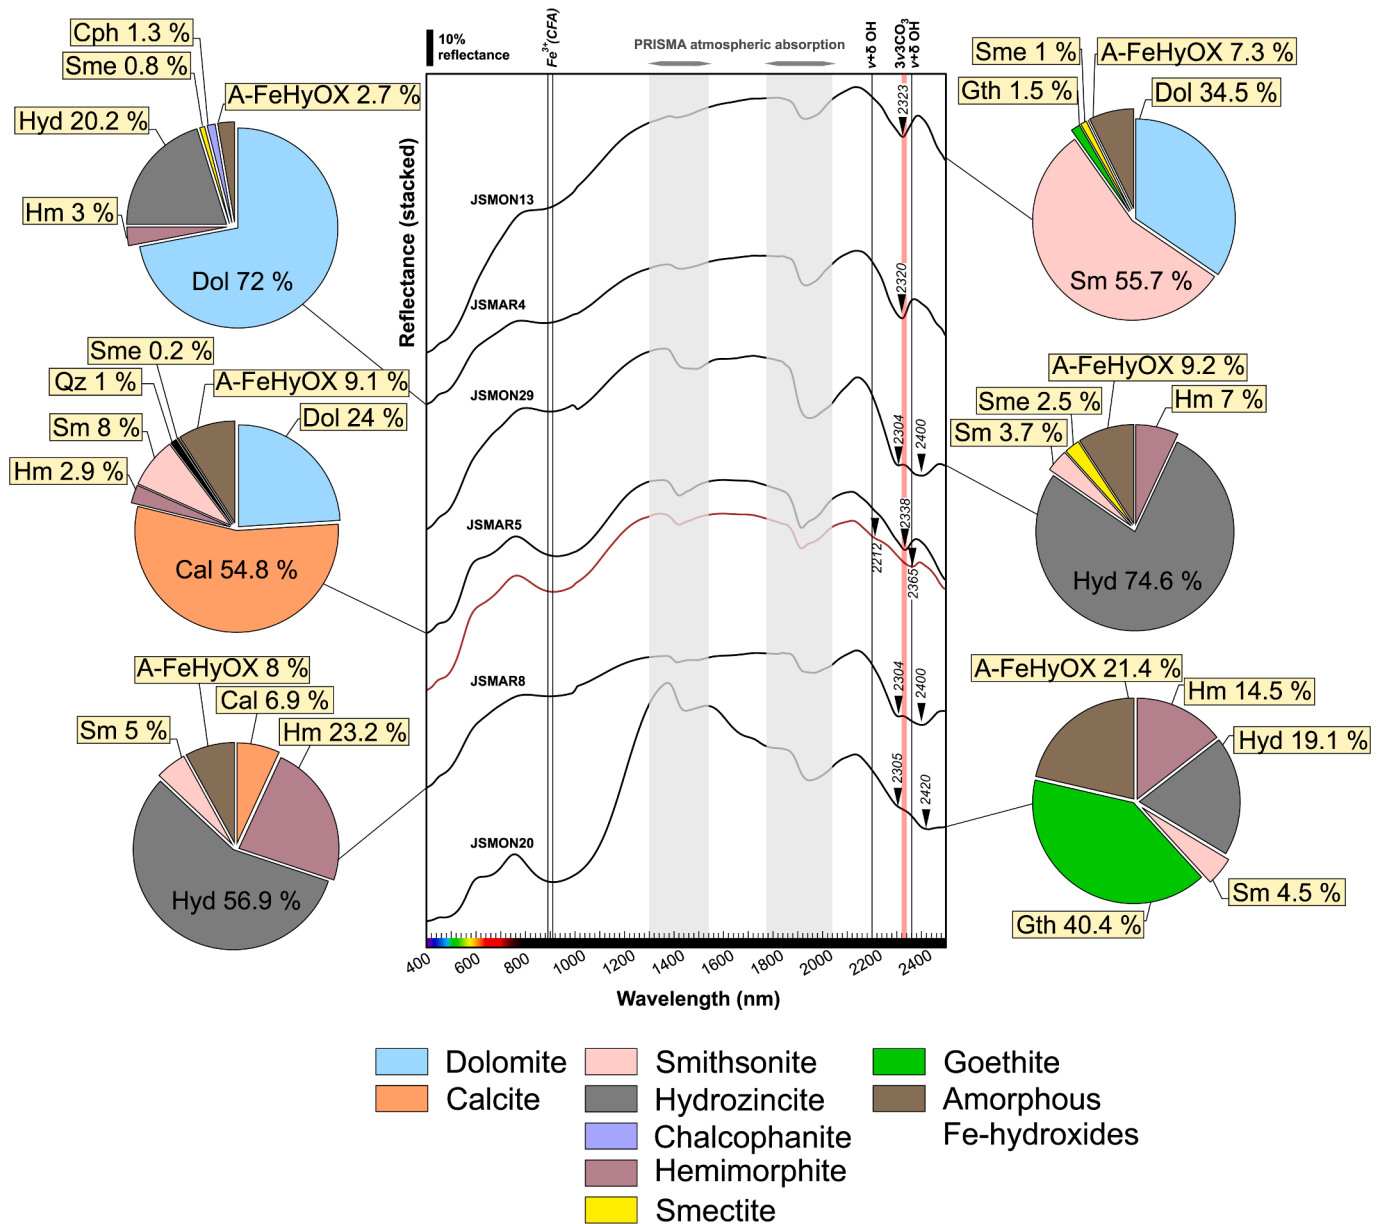 Cph 1.3 %
Sme 0.8 %
A-FeHyOX 2.7 %
Hyd 20.2 %
Hm 3 %
Dol 72 %
Sme 0.2 %
Qz 1 %
A-FeHyOX 9.1 %
Dol 24 %
Sm 8 %
Hm 2.9 %
Cal 54.8 %
A-FeHyOX 8 %
Cal 6.9 %
Sm 5 %
Hm 23.2 %
Hyd 56.9 %
10%
reflectance
Fe³⁺(CFA)
PRISMA atmospheric absorption
ν+δ OH
3ν3CO₃
ν+δ OH
Reflectance (stacked)
JSMON13
2323
JSMAR4
2320
JSMON29
2304
2400
JSMAR5
2338
2212
2365
JSMAR8
2304
2400
JSMON20
2305
2420
400
600
800
1000
1200
1400
1600
1800
2000
2200
2400
Wavelength (nm)
Sme 1 %
A-FeHyOX 7.3 %
Gth 1.5 %
Dol 34.5 %
Sm 55.7 %
A-FeHyOX 9.2 %
Sme 2.5 %
Hm 7 %
Sm 3.7 %
Hyd 74.6 %
A-FeHyOX 21.4 %
Hm 14.5 %
Hyd 19.1 %
Sm 4.5 %
Gth 40.4 %
Dolomite
Calcite
Smithsonite
Hydrozincite
Chalcophanite
Hemimorphite
Smectite
Goethite
Amorphous
Fe-hydroxides